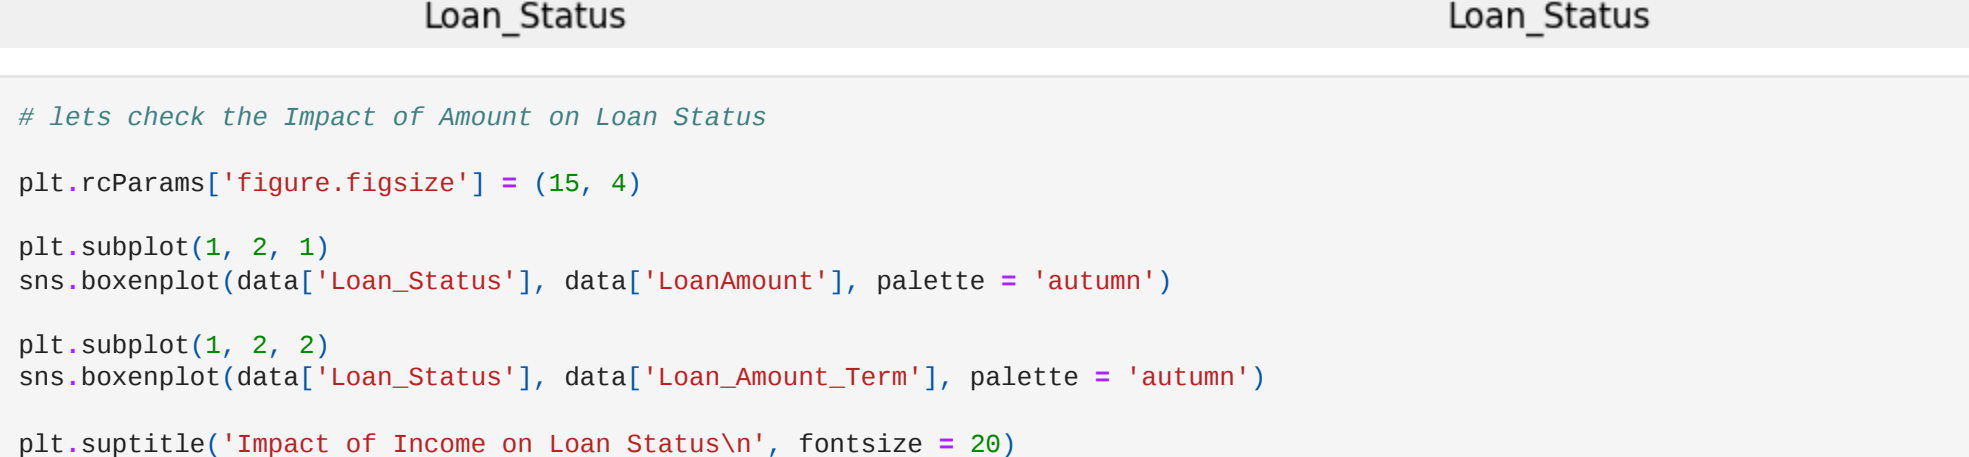 Loan_Status Loan_Status
# lets check the Impact of Amount on Loan Status
plt.rcParams['figure.figsize'] = (15, 4)
plt.subplot(1, 2, 1)
sns.boxenplot(data['Loan_Status'], data['LoanAmount'], palette = 'autumn')
plt.subplot(1, 2, 2)
sns.boxenplot(data['Loan_Status'], data['Loan_Amount_Term'], palette = 'autumn')
plt.suptitle('Impact of Income on Loan Status\n', fontsize = 20)